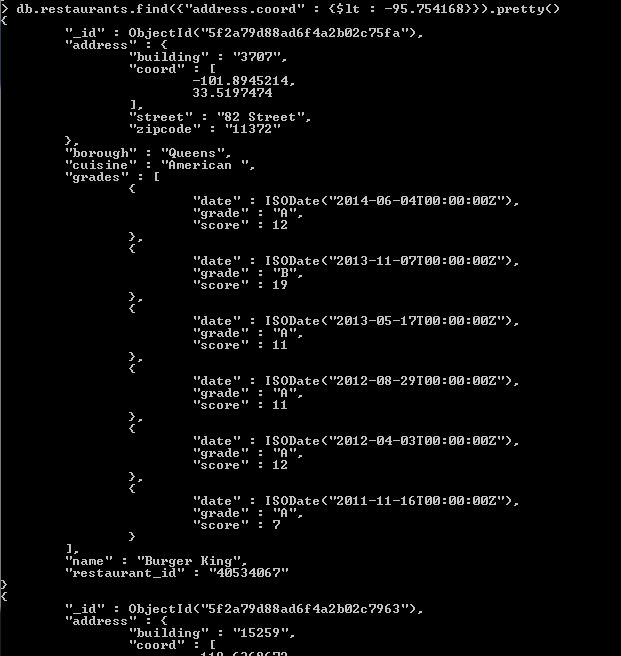 > db.restaurants.find({"address.coord" : {$lt : -95.754168}}).pretty()
{
"_id" : ObjectId("5f2a79d88ad6f4a2b02c75fa"),
"address" : {
"building" : "3707",
"coord" : [
-101.8945214,
33.5197474
],
"street" : "82 Street",
"zipcode" : "11372"
},
"borough" : "Queens",
"cuisine" : "American ",
"grades" : [
{
"date" : ISODate("2014-06-04T00:00:00Z"),
"grade" : "A",
"score" : 12
},
{
"date" : ISODate("2013-11-07T00:00:00Z"),
"grade" : "B",
"score" : 19
},
{
"date" : ISODate("2013-05-17T00:00:00Z"),
"grade" : "A",
"score" : 11
},
{
"date" : ISODate("2012-08-29T00:00:00Z"),
"grade" : "A",
"score" : 11
},
{
"date" : ISODate("2012-04-03T00:00:00Z"),
"grade" : "A",
"score" : 12
},
{
"date" : ISODate("2011-11-16T00:00:00Z"),
"grade" : "A",
"score" : 7
}
],
"name" : "Burger King",
"restaurant_id" : "40534067"
}
{
"_id" : ObjectId("5f2a79d88ad6f4a2b02c7963"),
"address" : {
"building" : "15259",
"coord" : [